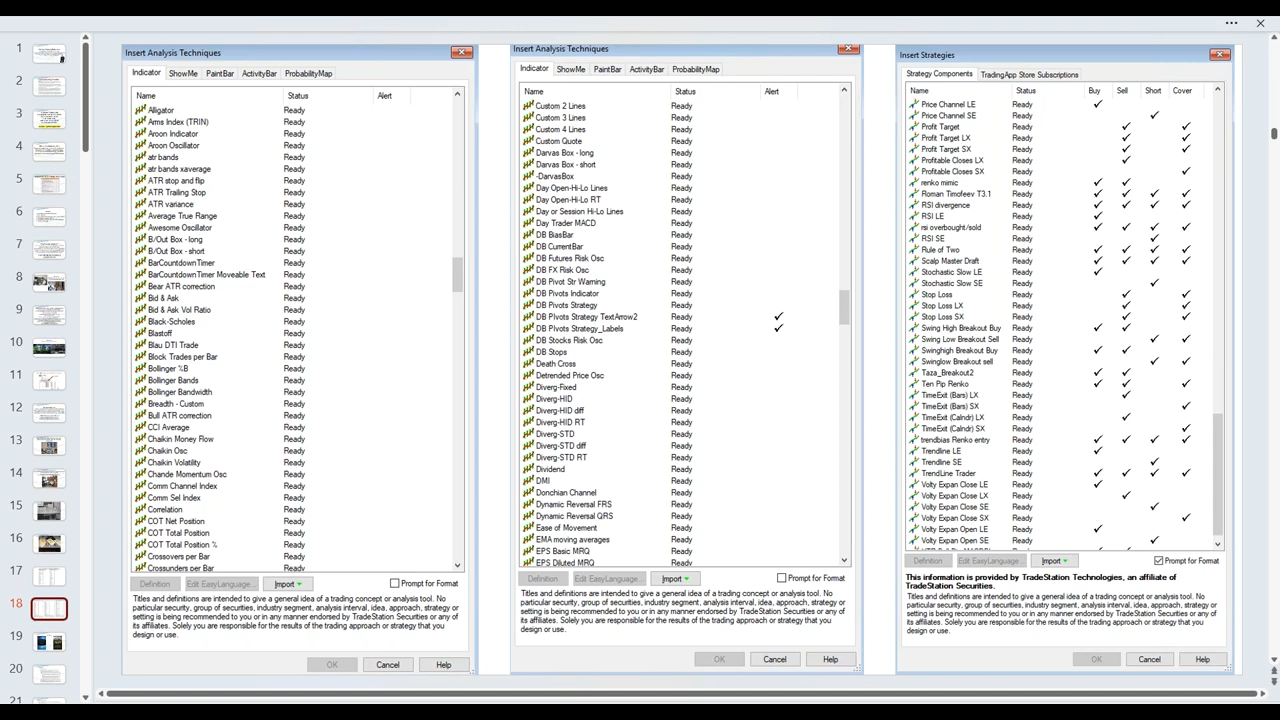 1
2
3
4
5
6
7
8
9
10
11
12
13
14
15
16
17
18
19
20
21
Insert Analysis Techniques
Indicator ShowMe PaintBar ActivityBar ProbabilityMap
Name Status Alert
Alligator Ready
Arms Index (TRIN) Ready
Aroon Indicator Ready
Aroon Oscillator Ready
atr bands Ready
atr bands xaverage Ready
ATR stop and flip Ready
ATR Trailing Stop Ready
ATR variance Ready
Average True Range Ready
Awesome Oscillator Ready
B/Out Box - long Ready
B/Out Box - short Ready
BarCountdownTimer Ready
BarCountdownTimer Moveable Text Ready
Bear ATR correction Ready
Bid & Ask Ready
Bid & Ask Vol Ratio Ready
Black-Scholes Ready
Blastoff Ready
Blau DTI Trade Ready
Block Trades per Bar Ready
Bollinger %B Ready
Bollinger Bands Ready
Bollinger Bandwidth Ready
Breadth - Custom Ready
Bull ATR correction Ready
CCI Average Ready
Chaikin Money Flow Ready
Chaikin Osc Ready
Chaikin Volatility Ready
Chande Momentum Osc Ready
Comm Channel Index Ready
Comm Sel Index Ready
Correlation Ready
COT Net Position Ready
COT Total Position Ready
COT Total Position % Ready
Crossovers per Bar Ready
Crossunders per Bar Ready
Definition Edit EasyLanguage... Import Prompt for Format
Titles and definitions are intended to give a general idea of a trading concept or analysis tool. No
particular security, group of securities, industry segment, analysis interval, idea, approach, strategy or
setting is being recommended to you or in any manner endorsed by TradeStation Securities or any of
its affiliates. Solely you are responsible for the results of the trading approach or strategy that you
design or use.
OK Cancel Help
Insert Analysis Techniques
Indicator ShowMe PaintBar ActivityBar ProbabilityMap
Name Status Alert
Custom 2 Lines Ready
Custom 3 Lines Ready
Custom 4 Lines Ready
Custom Quote Ready
Darvas Box - long Ready
Darvas Box - short Ready
-DarvasBox Ready
Day Open-Hi-Lo Lines Ready
Day Open-Hi-Lo RT Ready
Day or Session Hi-Lo Lines Ready
Day Trader MACD Ready
DB BiasBar Ready
DB CurrentBar Ready
DB Futures Risk Osc Ready
DB FX Risk Osc Ready
DB Pivot Str Warning Ready
DB Pivots Indicator Ready
DB Pivots Strategy Ready
DB Pivots Strategy TextArrow2 Ready ✓
DB Pivots Strategy_Labels Ready ✓
DB Stocks Risk Osc Ready
DB Stops Ready
Death Cross Ready
Detrended Price Osc Ready
Diverg-Fixed Ready
Diverg-HID Ready
Diverg-HID diff Ready
Diverg-HID RT Ready
Diverg-STD Ready
Diverg-STD diff Ready
Diverg-STD RT Ready
Dividend Ready
DMI Ready
Donchian Channel Ready
Dynamic Reversal FRS Ready
Dynamic Reversal QRS Ready
Ease of Movement Ready
EMA moving averages Ready
EPS Basic MRQ Ready
EPS Diluted MRQ Ready
Definition Edit EasyLanguage... Import Prompt for Format
Titles and definitions are intended to give a general idea of a trading concept or analysis tool. No
particular security, group of securities, industry segment, analysis interval, idea, approach, strategy or
setting is being recommended to you or in any manner endorsed by TradeStation Securities or any of
its affiliates. Solely you are responsible for the results of the trading approach or strategy that you
design or use.
OK Cancel Help
Insert Strategies
Strategy Components TradingApp Store Subscriptions
Name Status Buy Sell Short Cover
Price Channel LE Ready ✓
Price Channel SE Ready ✓
Profit Target Ready ✓ ✓
Profit Target LX Ready ✓ ✓
Profit Target SX Ready ✓ ✓
Profitable Closes LX Ready ✓
Profitable Closes SX Ready ✓
renko mimic Ready ✓ ✓
Roman Timofeev T3.1 Ready ✓ ✓ ✓ ✓
RSI divergence Ready ✓ ✓ ✓ ✓
RSI LE Ready ✓
rsi overbought/sold Ready ✓ ✓ ✓ ✓
RSI SE Ready ✓
Rule of Two Ready ✓ ✓ ✓ ✓
Scalp Master Draft Ready ✓ ✓ ✓ ✓
Stochastic Slow LE Ready ✓
Stochastic Slow SE Ready ✓
Stop Loss Ready ✓ ✓
Stop Loss LX Ready ✓ ✓
Stop Loss SX Ready ✓ ✓
Swing High Breakout Buy Ready ✓ ✓
Swing Low Breakout Sell Ready ✓ ✓
Swinghigh Breakout Buy Ready ✓ ✓
Swinglow Breakout sell Ready ✓ ✓
Taza_Breakout2 Ready ✓ ✓
Ten Pip Renko Ready ✓ ✓ ✓
TimeExit (Bars) LX Ready ✓
TimeExit (Bars) SX Ready ✓
TimeExit (Calndr) LX Ready ✓
TimeExit (Calndr) SX Ready ✓
trendbias Renko entry Ready ✓ ✓ ✓ ✓
Trendline LE Ready ✓
Trendline SE Ready ✓
TrendLine Trader Ready ✓ ✓ ✓ ✓
Volty Expan Close LE Ready ✓
Volty Expan Close LX Ready ✓
Volty Expan Close SE Ready ✓
Volty Expan Close SX Ready ✓
Volty Expan Open LE Ready ✓
Volty Expan Open SE Ready ✓
Definition Edit EasyLanguage... Import ✓ Prompt for Format
This information is provided by TradeStation Technologies, an affiliate of
TradeStation Securities.
Titles and definitions are intended to give a general idea of a trading concept or analysis tool. No
particular security, group of securities, industry segment, analysis interval, idea, approach, strategy or
setting is being recommended to you or in any manner endorsed by TradeStation Securities or any of
its affiliates. Solely you are responsible for the results of the trading approach or strategy that you
design or use.
OK Cancel Help